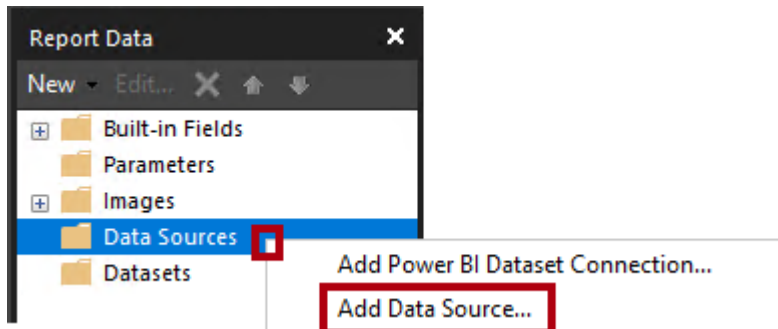 Report Data
New Edit...
Built-in Fields
Parameters
Images
Data Sources
Datasets
Add Power BI Dataset Connection...
Add Data Source...